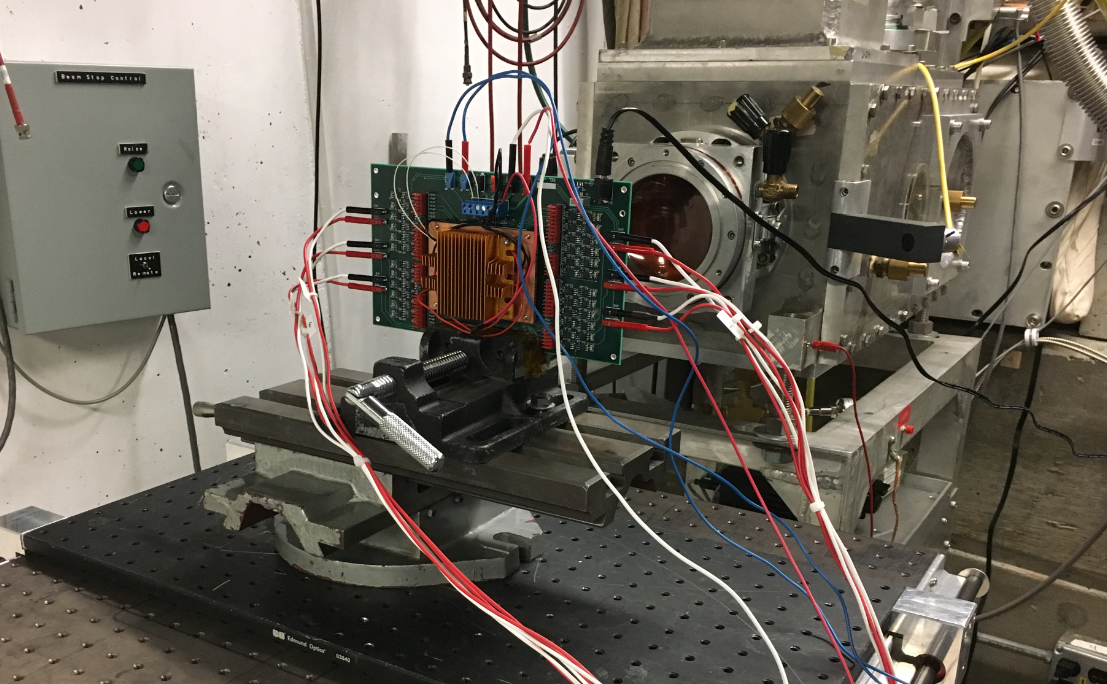 Beam Stop Control
Raise
Lower
Local
Remote
Edmund Optics